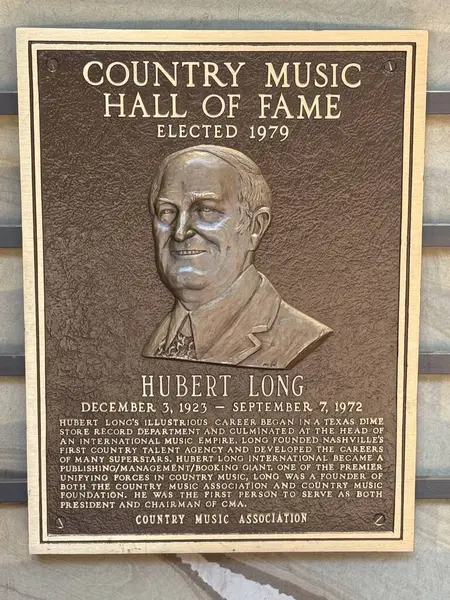 COUNTRY MUSIC
HALL OF FAME
ELECTED 1979
HUBERT LONG
DECEMBER 3, 1923 – SEPTEMBER 7, 1972
HUBERT LONG'S ILLUSTRIOUS CAREER BEGAN IN A TEXAS DIME
STORE RECORD DEPARTMENT AND CULMINATED AT THE HEAD OF
AN INTERNATIONAL MUSIC EMPIRE. LONG FOUNDED NASHVILLE'S
FIRST COUNTRY TALENT AGENCY AND DEVELOPED THE CAREERS
OF MANY SUPERSTARS. HUBERT LONG INTERNATIONAL BECAME A
PUBLISHING/MANAGEMENT/BOOKING GIANT. ONE OF THE PREMIER
UNIFYING FORCES IN COUNTRY MUSIC, LONG WAS A FOUNDER OF
BOTH THE COUNTRY MUSIC ASSOCIATION AND COUNTRY MUSIC
FOUNDATION. HE WAS THE FIRST PERSON TO SERVE AS BOTH
PRESIDENT AND CHAIRMAN OF CMA.
COUNTRY MUSIC ASSOCIATION